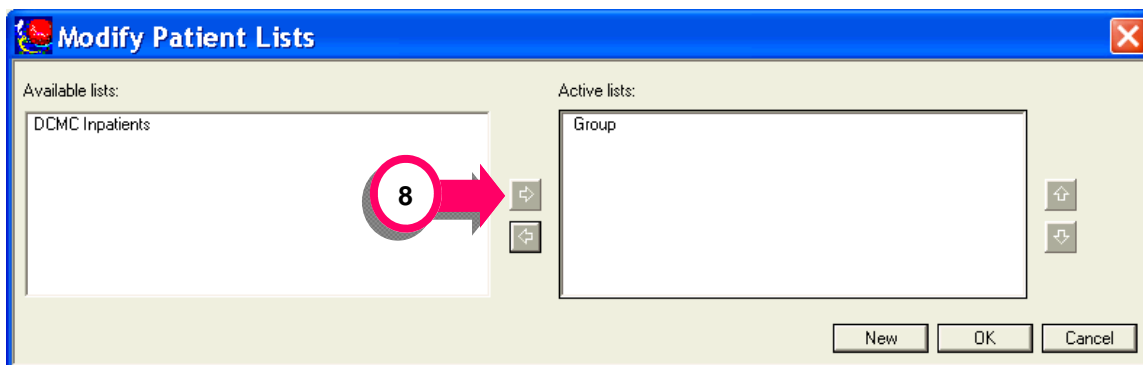 Modify Patient Lists
Available lists:
Active lists:
DCMC Inpatients
Group
8
New
OK
Cancel